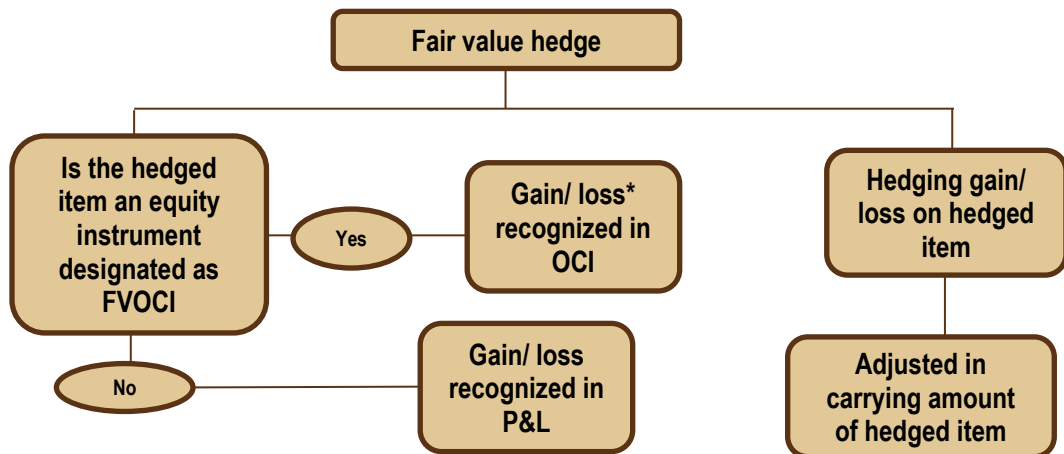 Fair value hedge
Is the hedged
item an equity
instrument
designated as
FVOCI
Yes
Gain/ loss*
recognized in
OCI
No
Gain/ loss
recognized in
P&L
Hedging gain/
loss on hedged
item
Adjusted in
carrying amount
of hedged item